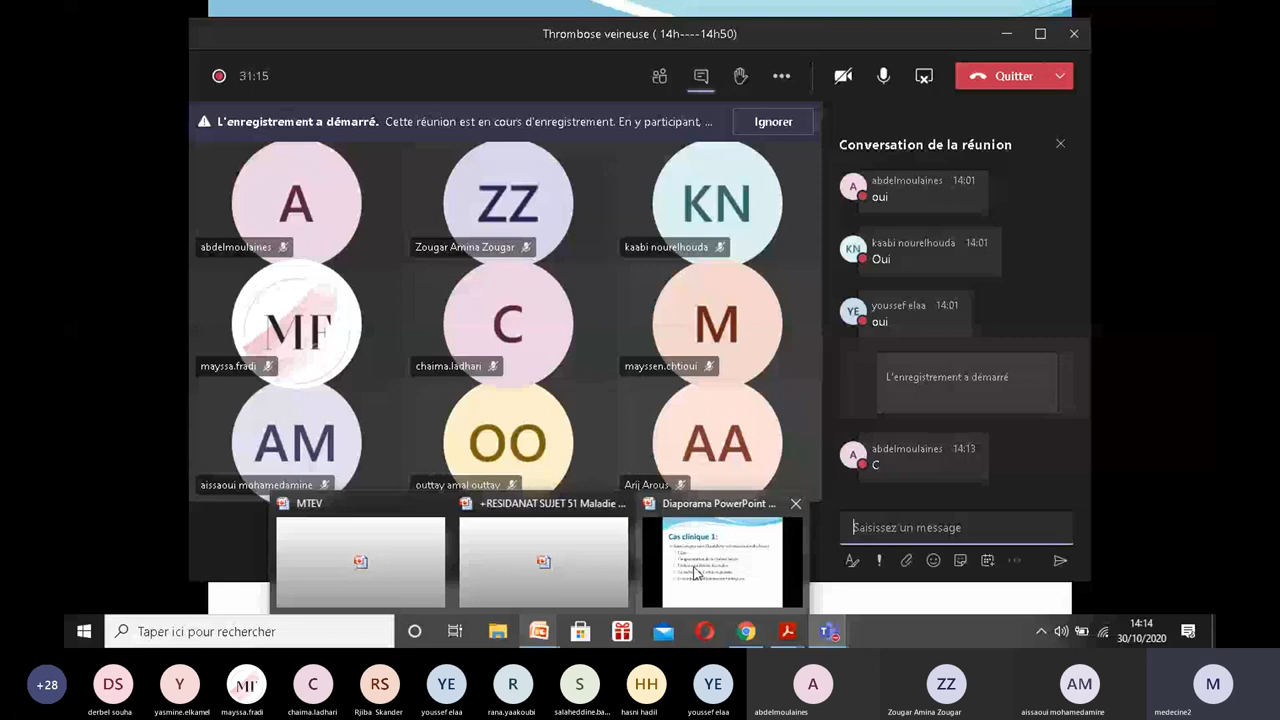 Thrombose veineuse ( 14h----14h50)
31:15
Quitter
L'enregistrement a démarré. Cette réunion est en cours d'enregistrement. En y participant, ...
Ignorer
A
abdelmoulaines
ZZ
Zougar Amina Zougar
KN
kaabi nourelhouda
MF
mayssa.fradi
C
chaima.ladhari
M
mayssen.chtioui
AM
aissaoui mohamedamine
OO
outtay amal outtay
AA
Arij Arous
Conversation de la réunion
A
abdelmoulaines 14:01
oui
KN
kaabi nourelhouda 14:01
Oui
YE
youssef elaa 14:01
oui
L'enregistrement a démarré
A
abdelmoulaines 14:13
C
Saisissez un message
MTEV
+RESIDANAT SUJET 51 Maladie ...
Diaporama PowerPoint ...
Cas clinique 1:
Taper ici pour rechercher
14:14
30/10/2020
+28
DS
derbel souha
Y
yasmine.elkamel
MF
mayssa.fradi
C
chaima.ladhari
RS
Rjiba Skander
YE
youssef elaa
R
rana.yaakoubi
S
salaheddine.ba...
HH
hasni hadil
YE
youssef elaa
A
abdelmoulaines
ZZ
Zougar Amina Zougar
AM
aissaoui mohamedamine
M
medecine2